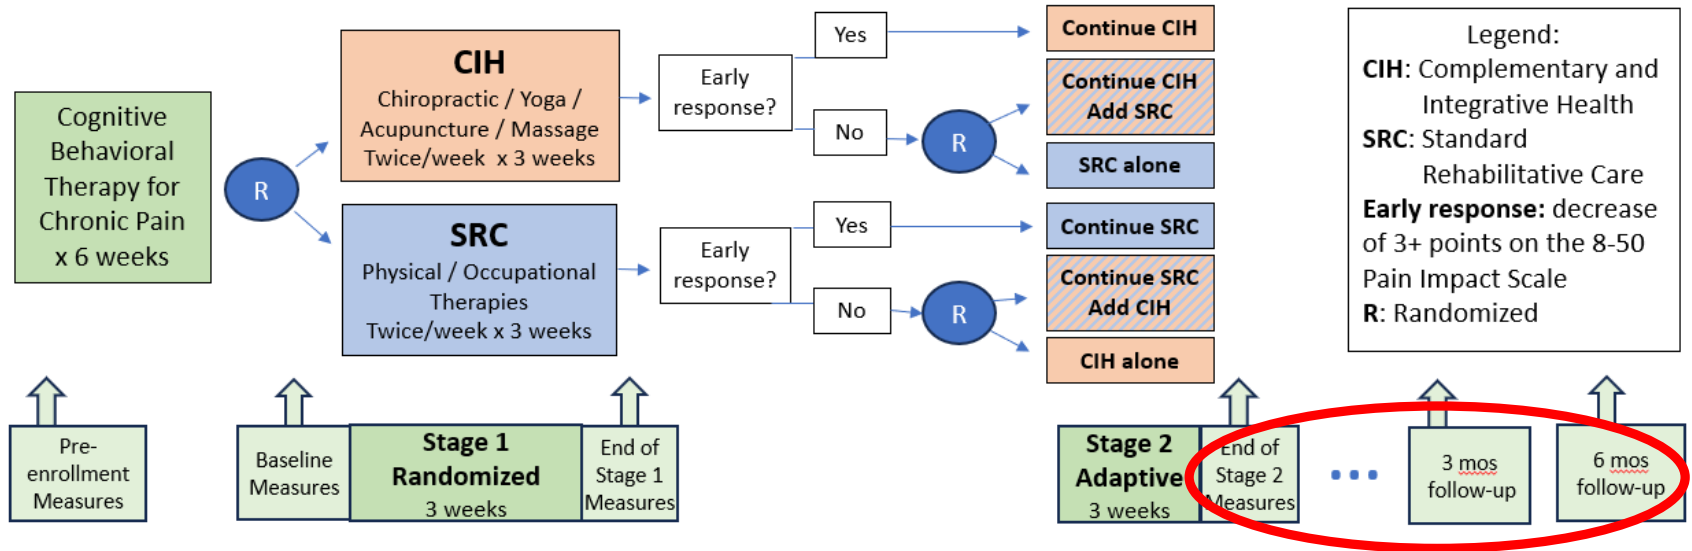 Cognitive
Behavioral
Therapy for
Chronic Pain
x 6 weeks
R
CIH
Chiropractic / Yoga /
Acupuncture / Massage
Twice/week x 3 weeks
SRC
Physical / Occupational
Therapies
Twice/week x 3 weeks
Early
response?
Yes
No
R
Early
response?
Yes
No
R
Continue CIH
Continue CIH
Add SRC
SRC alone
Continue SRC
Continue SRC
Add CIH
CIH alone
Legend:
CIH: Complementary and
Integrative Health
SRC: Standard
Rehabilitative Care
Early response: decrease
of 3+ points on the 8-50
Pain Impact Scale
R: Randomized
Pre-
enrollment
Measures
Baseline
Measures
Stage 1
Randomized
3 weeks
End of
Stage 1
Measures
Stage 2
Adaptive
3 weeks
End of
Stage 2
Measures
...
3 mos
follow-up
6 mos
follow-up